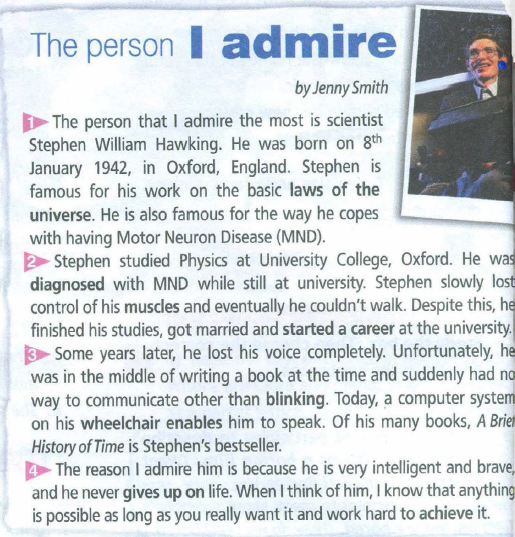 The person I admire
by Jenny Smith
1 The person that I admire the most is scientist
Stephen William Hawking. He was born on 8th
January 1942, in Oxford, England. Stephen is
famous for his work on the basic laws of the
universe. He is also famous for the way he copes
with having Motor Neuron Disease (MND).
2 Stephen studied Physics at University College, Oxford. He was
diagnosed with MND while still at university. Stephen slowly lost
control of his muscles and eventually he couldn't walk. Despite this, he
finished his studies, got married and started a career at the university.
3 Some years later, he lost his voice completely. Unfortunately, he
was in the middle of writing a book at the time and suddenly had no
way to communicate other than blinking. Today, a computer system
on his wheelchair enables him to speak. Of his many books, A Brief
History of Time is Stephen's bestseller.
4 The reason I admire him is because he is very intelligent and brave,
and he never gives up on life. When I think of him, I know that anything
is possible as long as you really want it and work hard to achieve it.